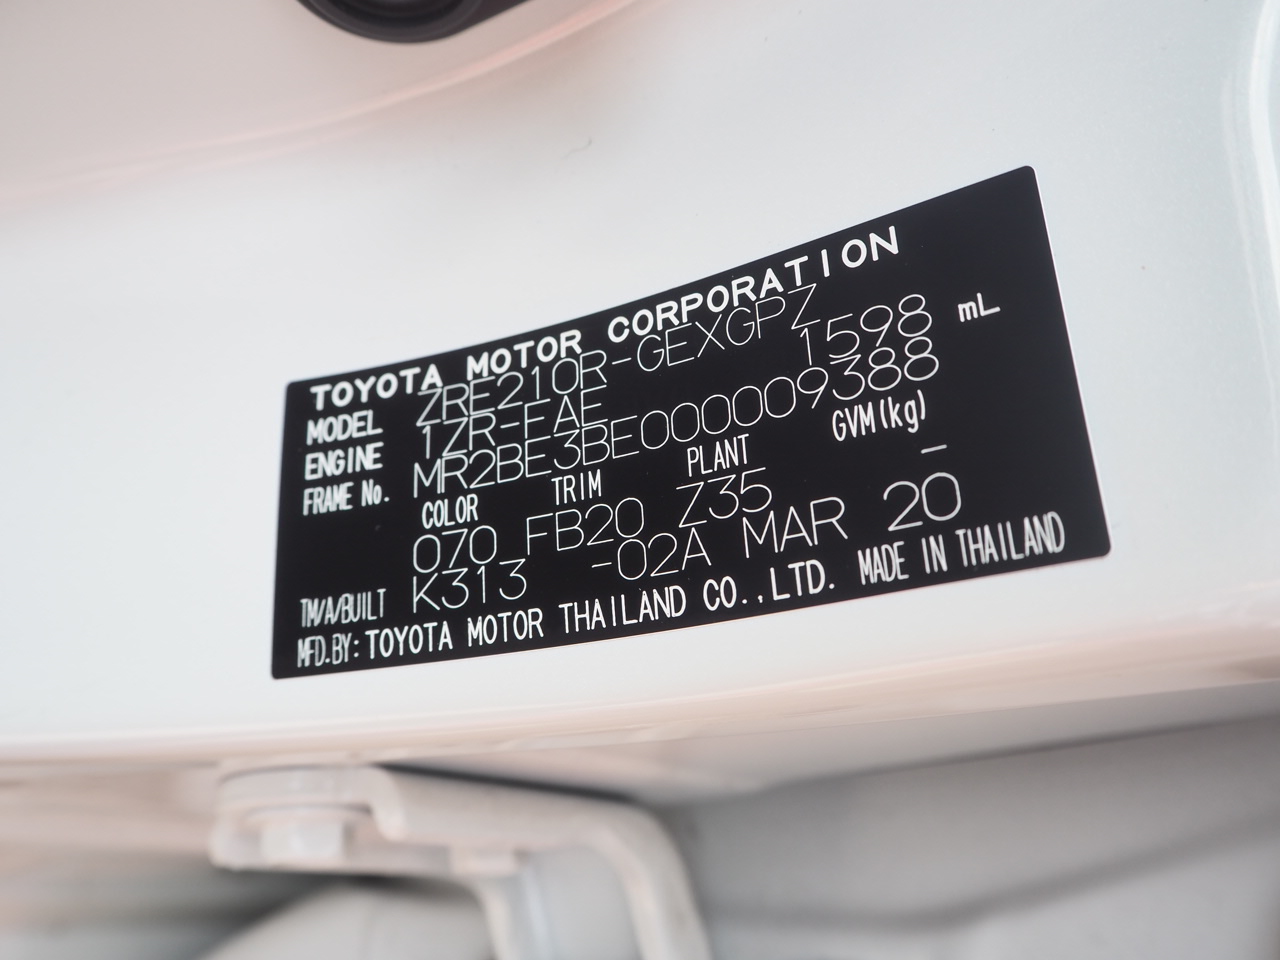 TOYOTA MOTOR CORPORATION
MODEL ZRE210R-GEXGPZ
ENGINE 1ZR-FAE 1598 mL
FRAME No. MR2BE3BE000009388
COLOR TRIM PLANT GVM(kg)
070 FB20 Z35 –
TM/A/BUILT K313 -02A MAR 20
MFD.BY: TOYOTA MOTOR THAILAND CO.,LTD. MADE IN THAILAND